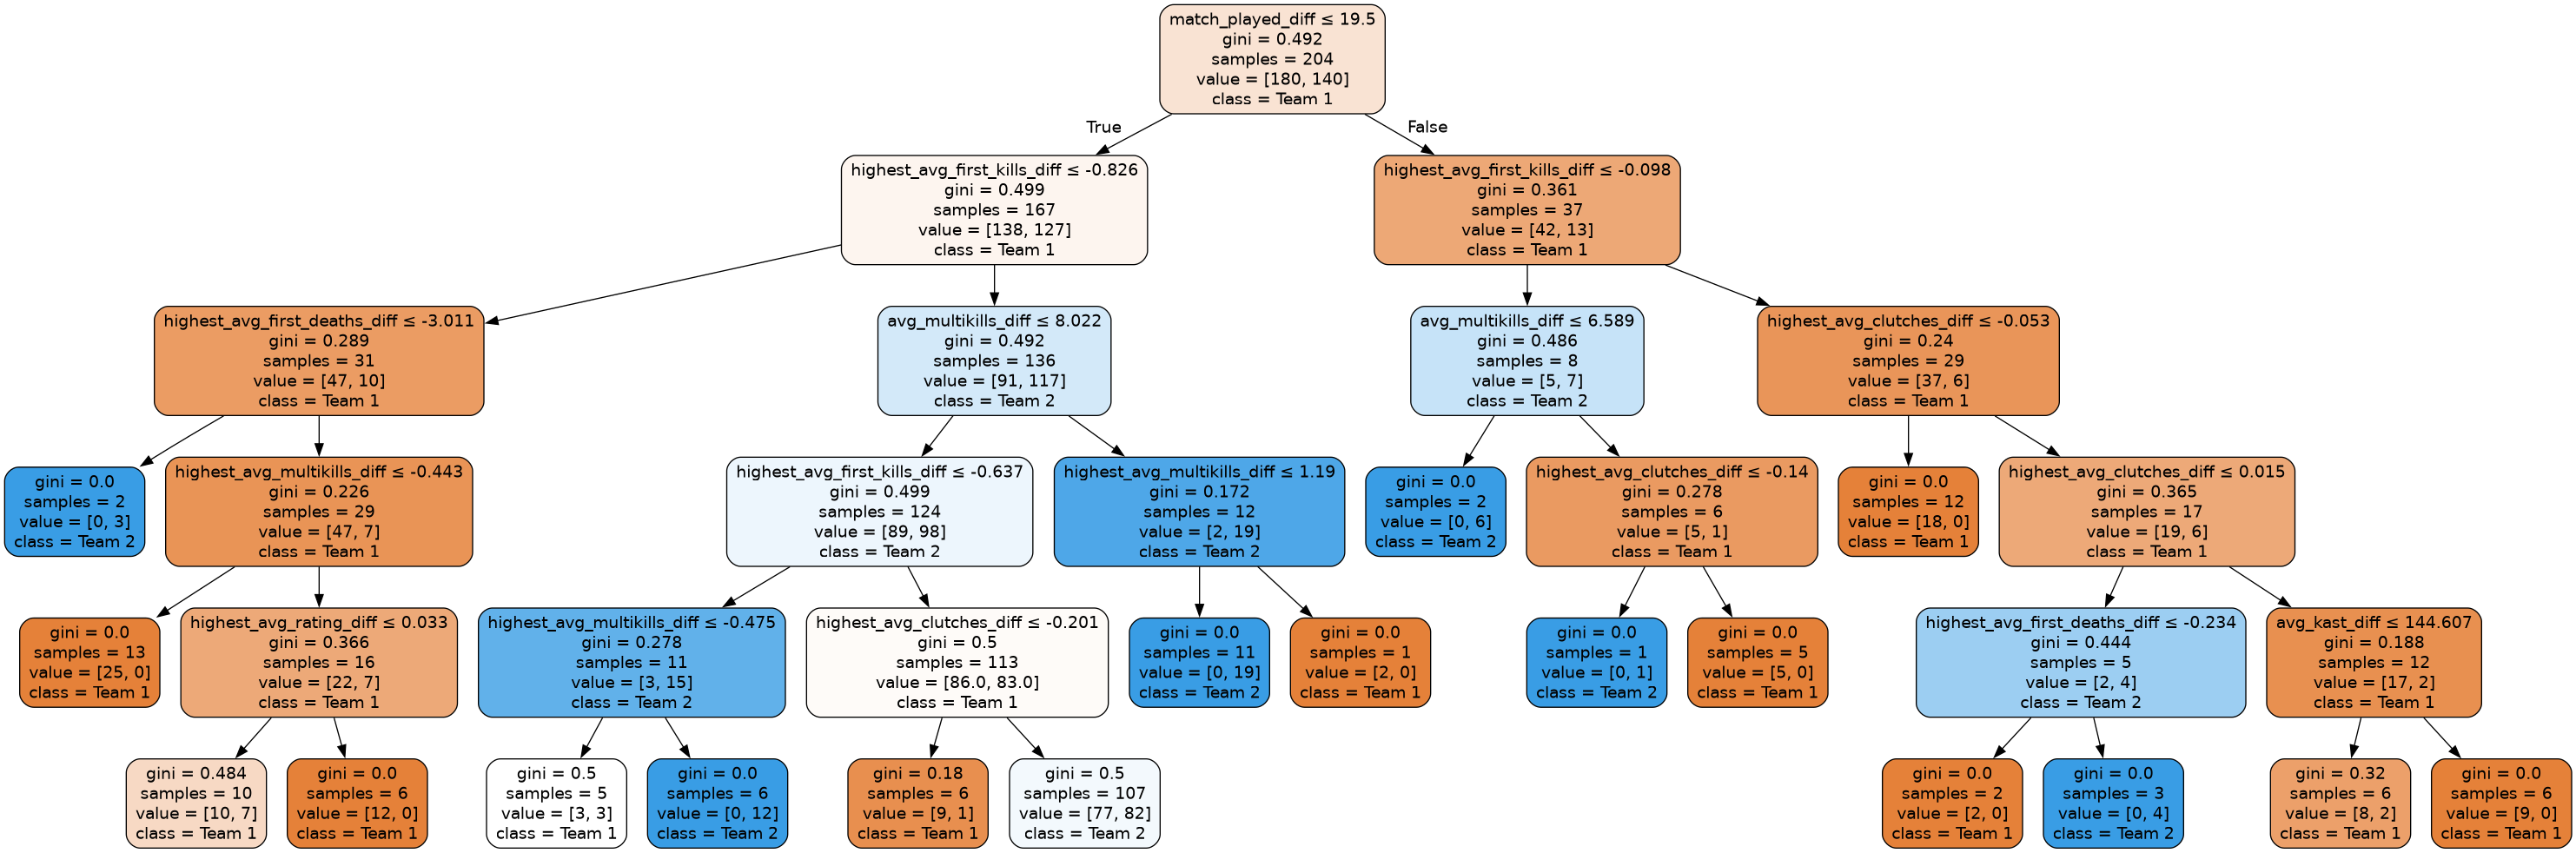 match_played_diff ≤ 19.5
gini = 0.492
samples = 204
value = [180, 140]
class = Team 1
True
False
highest_avg_first_kills_diff ≤ -0.826
gini = 0.499
samples = 167
value = [138, 127]
class = Team 1
highest_avg_first_kills_diff ≤ -0.098
gini = 0.361
samples = 37
value = [42, 13]
class = Team 1
highest_avg_first_deaths_diff ≤ -3.011
gini = 0.289
samples = 31
value = [47, 10]
class = Team 1
avg_multikills_diff ≤ 8.022
gini = 0.492
samples = 136
value = [91, 117]
class = Team 2
avg_multikills_diff ≤ 6.589
gini = 0.486
samples = 8
value = [5, 7]
class = Team 2
highest_avg_clutches_diff ≤ -0.053
gini = 0.24
samples = 29
value = [37, 6]
class = Team 1
gini = 0.0
samples = 2
value = [0, 3]
class = Team 2
highest_avg_multikills_diff ≤ -0.443
gini = 0.226
samples = 29
value = [47, 7]
class = Team 1
highest_avg_first_kills_diff ≤ -0.637
gini = 0.499
samples = 124
value = [89, 98]
class = Team 2
highest_avg_multikills_diff ≤ 1.19
gini = 0.172
samples = 12
value = [2, 19]
class = Team 2
gini = 0.0
samples = 2
value = [0, 6]
class = Team 2
highest_avg_clutches_diff ≤ -0.14
gini = 0.278
samples = 6
value = [5, 1]
class = Team 1
gini = 0.0
samples = 12
value = [18, 0]
class = Team 1
highest_avg_clutches_diff ≤ 0.015
gini = 0.365
samples = 17
value = [19, 6]
class = Team 1
gini = 0.0
samples = 13
value = [25, 0]
class = Team 1
highest_avg_rating_diff ≤ 0.033
gini = 0.366
samples = 16
value = [22, 7]
class = Team 1
highest_avg_multikills_diff ≤ -0.475
gini = 0.278
samples = 11
value = [3, 15]
class = Team 2
highest_avg_clutches_diff ≤ -0.201
gini = 0.5
samples = 113
value = [86.0, 83.0]
class = Team 1
gini = 0.0
samples = 11
value = [0, 19]
class = Team 2
gini = 0.0
samples = 1
value = [2, 0]
class = Team 1
gini = 0.0
samples = 1
value = [0, 1]
class = Team 2
gini = 0.0
samples = 5
value = [5, 0]
class = Team 1
highest_avg_first_deaths_diff ≤ -0.234
gini = 0.444
samples = 5
value = [2, 4]
class = Team 2
avg_kast_diff ≤ 144.607
gini = 0.188
samples = 12
value = [17, 2]
class = Team 1
gini = 0.484
samples = 10
value = [10, 7]
class = Team 1
gini = 0.0
samples = 6
value = [12, 0]
class = Team 1
gini = 0.5
samples = 5
value = [3, 3]
class = Team 1
gini = 0.0
samples = 6
value = [0, 12]
class = Team 2
gini = 0.18
samples = 6
value = [9, 1]
class = Team 1
gini = 0.5
samples = 107
value = [77, 82]
class = Team 2
gini = 0.0
samples = 2
value = [2, 0]
class = Team 1
gini = 0.0
samples = 3
value = [0, 4]
class = Team 2
gini = 0.32
samples = 6
value = [8, 2]
class = Team 1
gini = 0.0
samples = 6
value = [9, 0]
class = Team 1